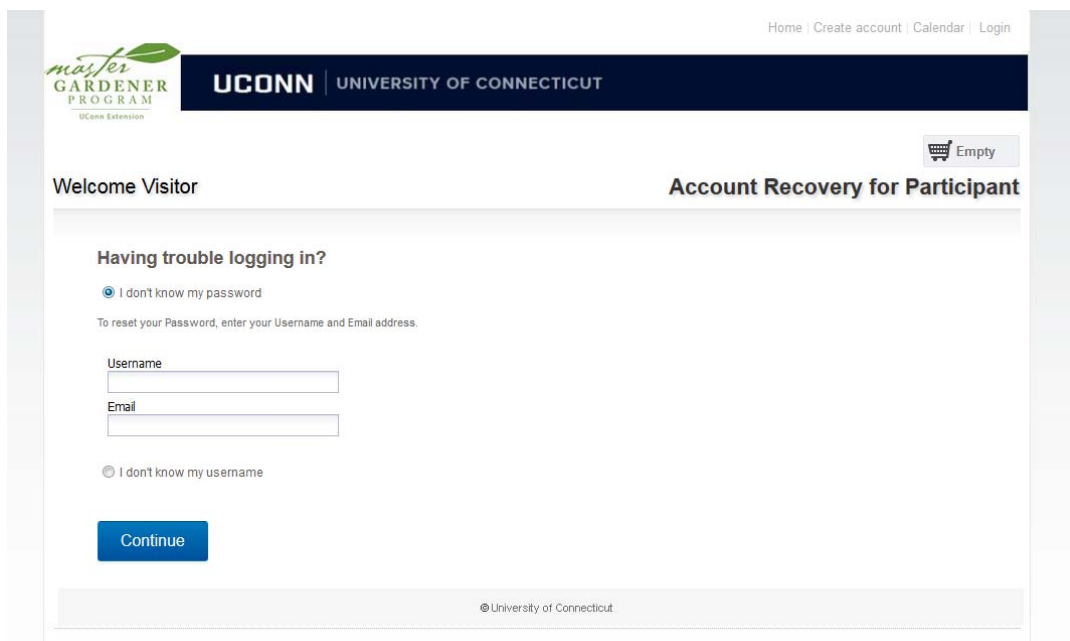 Home | Create account | Calendar | Login
master
GARDENER
PROGRAM
UConn Extension
UCONN | UNIVERSITY OF CONNECTICUT
Empty
Welcome Visitor
Account Recovery for Participant
Having trouble logging in?
I don't know my password
To reset your Password, enter your Username and Email address.
Username
Email
I don't know my username
Continue
© University of Connecticut